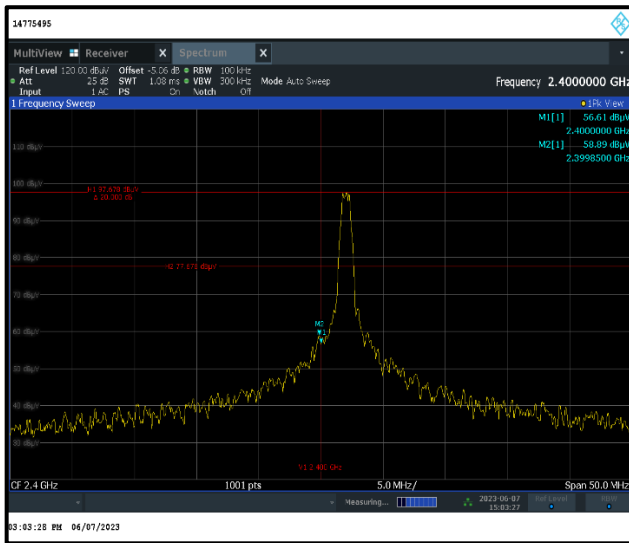 14775495
MultiView Receiver X Spectrum X
Ref Level 120.00 dBµV Offset -5.06 dB RBW 100 kHz
Att 25 dB SWT 1.08 ms VBW 300 kHz Mode Auto Sweep Frequency 2.4000000 GHz
Input 1 AC PS On Notch Off
1 Frequency Sweep 1Pk View
M1[1] 56.61 dBµV
2.4000000 GHz
M2[1] 58.89 dBµV
2.3998500 GHz
110 dBµV
100 dBµV
90 dBµV
80 dBµV
70 dBµV
60 dBµV
M2
50 dBµV
40 dBµV
30 dBµV
V1 2.400 GHz
CF 2.4 GHz 1001 pts 5.0 MHz/ Span 50.0 MHz
Measuring... 2023-06-07 Ref Level RBW
15:03:27
03:03:28 PM 06/07/2023